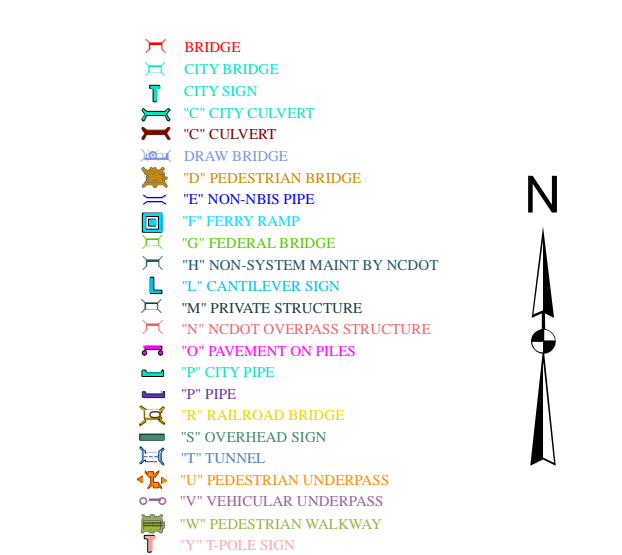 BRIDGE
CITY BRIDGE
CITY SIGN
"C" CITY CULVERT
"C" CULVERT
DRAW BRIDGE
"D" PEDESTRIAN BRIDGE
"E" NON-NBIS PIPE
"F" FERRY RAMP
"G" FEDERAL BRIDGE
"H" NON-SYSTEM MAINT BY NCDOT
"L" CANTILEVER SIGN
"M" PRIVATE STRUCTURE
"N" NCDOT OVERPASS STRUCTURE
"O" PAVEMENT ON PILES
"P" CITY PIPE
"P" PIPE
"R" RAILROAD BRIDGE
"S" OVERHEAD SIGN
"T" TUNNEL
"U" PEDESTRIAN UNDERPASS
"V" VEHICULAR UNDERPASS
"W" PEDESTRIAN WALKWAY
"Y" T-POLE SIGN
N